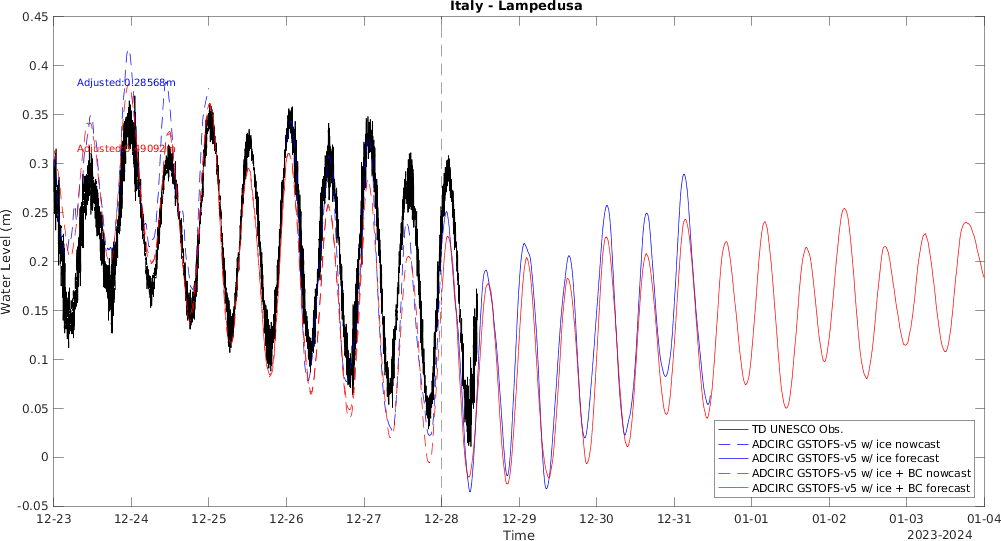 Italy - Lampedusa
0.45
0.4
0.35
0.3
0.25
0.2
0.15
0.1
0.05
0
-0.05
Water Level (m)
Adjusted:0.28568m
TD UNESCO Obs.
ADCIRC GSTOFS-v5 w/ ice nowcast
ADCIRC GSTOFS-v5 w/ ice forecast
ADCIRC GSTOFS-v5 w/ ice + BC nowcast
ADCIRC GSTOFS-v5 w/ ice + BC forecast
12-23 12-24 12-25 12-26 12-27 12-28 12-29 12-30 12-31 01-01 01-02 01-03 01-04
Time
2023-2024